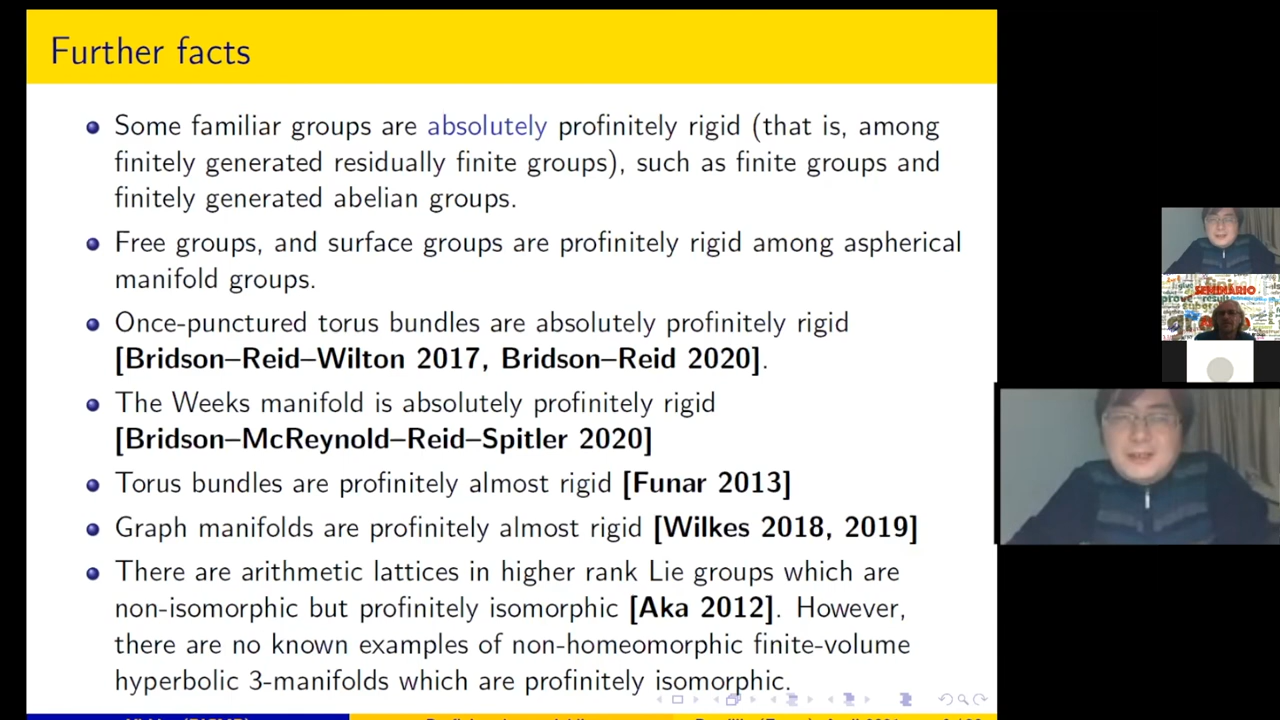 Further facts
Some familiar groups are absolutely profinitely rigid (that is, among
finitely generated residually finite groups), such as finite groups and
finitely generated abelian groups.
Free groups, and surface groups are profinitely rigid among aspherical
manifold groups.
Once-punctured torus bundles are absolutely profinitely rigid
[Bridson–Reid–Wilton 2017, Bridson–Reid 2020].
The Weeks manifold is absolutely profinitely rigid
[Bridson–McReynold–Reid–Spitler 2020]
Torus bundles are profinitely almost rigid [Funar 2013]
Graph manifolds are profinitely almost rigid [Wilkes 2018, 2019]
There are arithmetic lattices in higher rank Lie groups which are
non-isomorphic but profinitely isomorphic [Aka 2012]. However,
there are no known examples of non-homeomorphic finite-volume
hyperbolic 3-manifolds which are profinitely isomorphic.
SEMINARIO
prove result